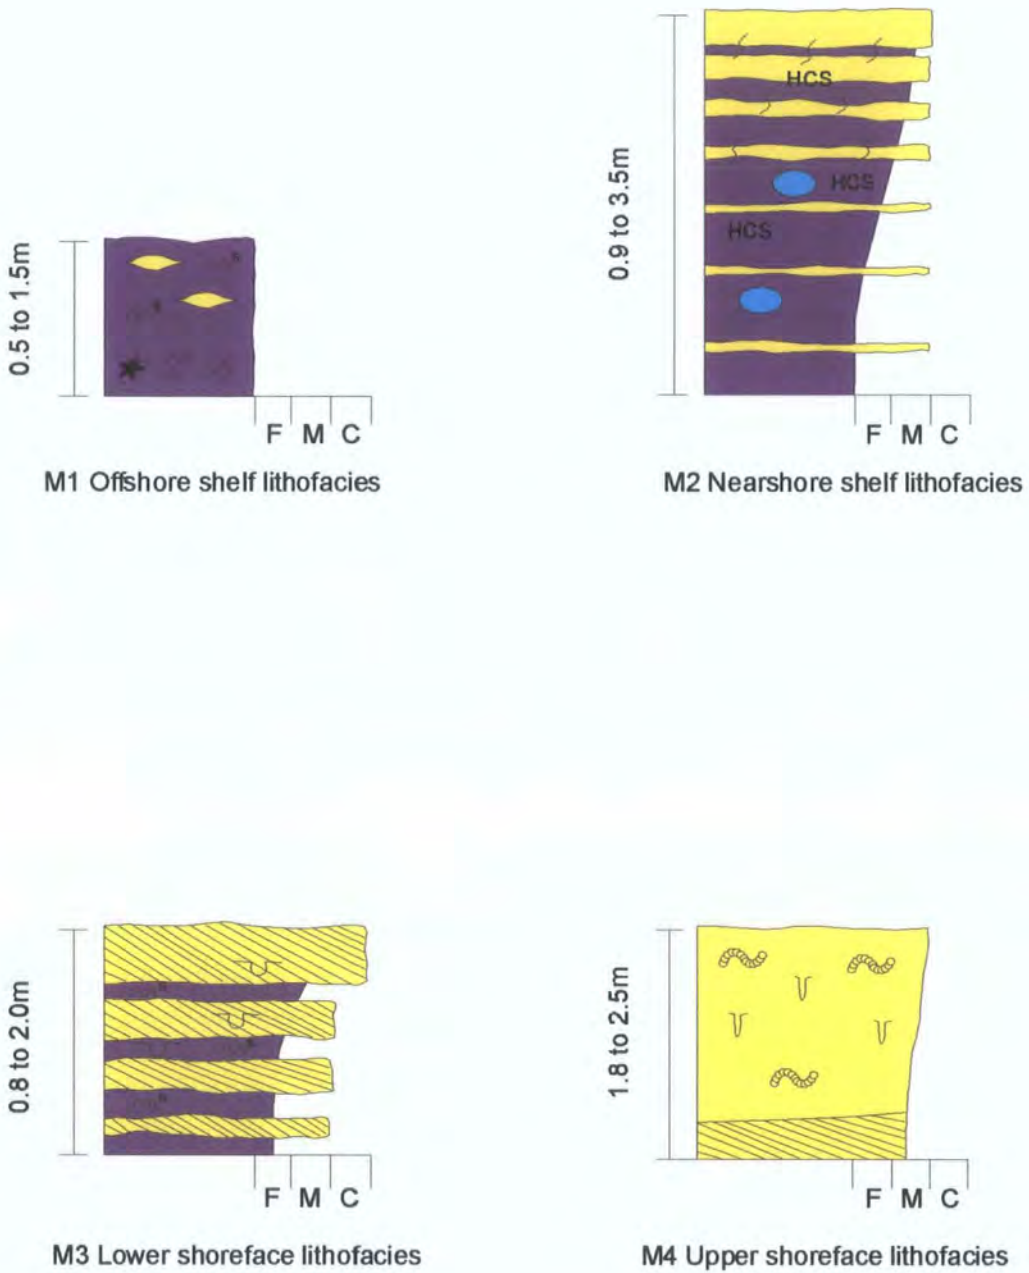 0.5 to 1.5m
F M C
M1 Offshore shelf lithofacies
0.9 to 3.5m
HCS
HCS
HCS
F M C
M2 Nearshore shelf lithofacies
0.8 to 2.0m
F M C
M3 Lower shoreface lithofacies
1.8 to 2.5m
F M C
M4 Upper shoreface lithofacies